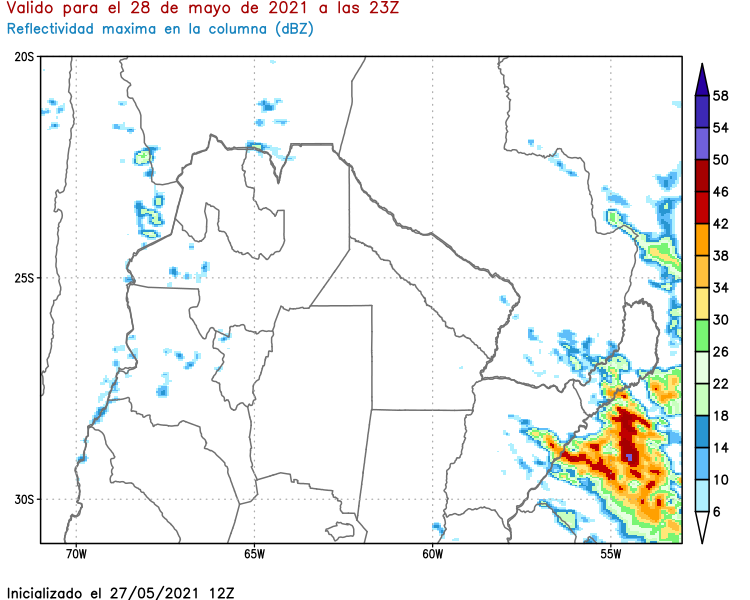 Valido para el 28 de mayo de 2021 a las 23Z
Reflectividad maxima en la columna (dBZ)
20S
25S
30S
70W
65W
60W
55W
58
54
50
46
42
38
34
30
26
22
18
14
10
6
Inicializado el 27/05/2021 12Z